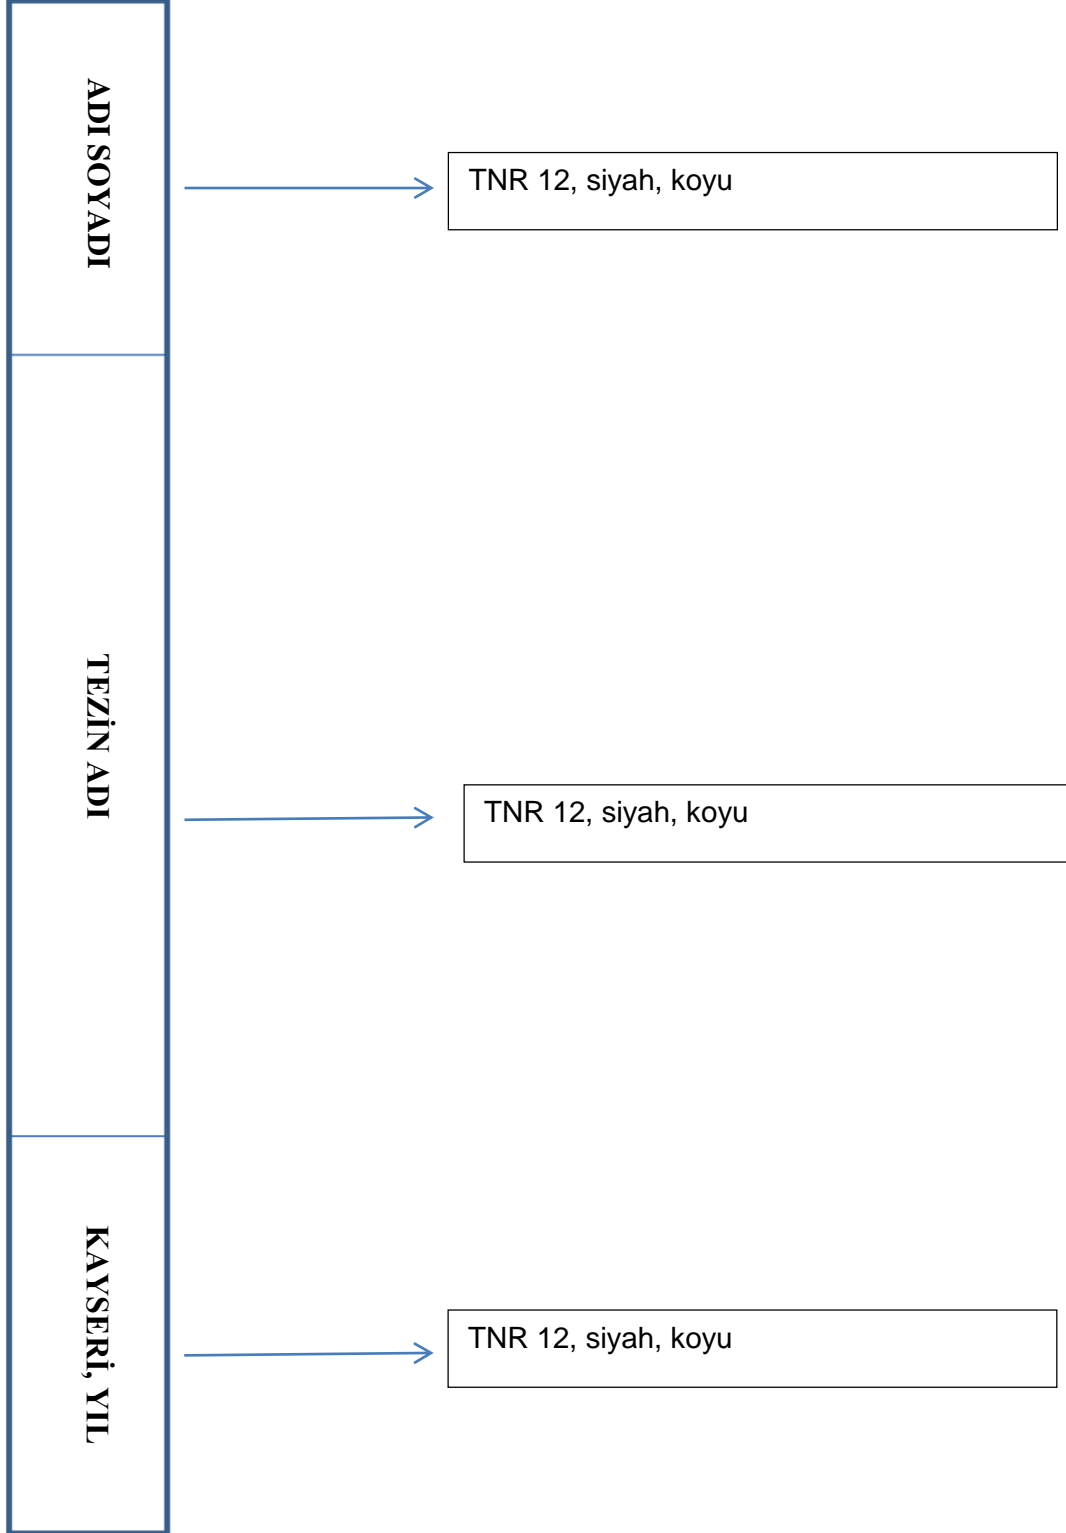 ADI SOYADI
TNR 12, siyah, koyu
TEZİN ADI
TNR 12, siyah, koyu
KAYSERİ, YIL
TNR 12, siyah, koyu